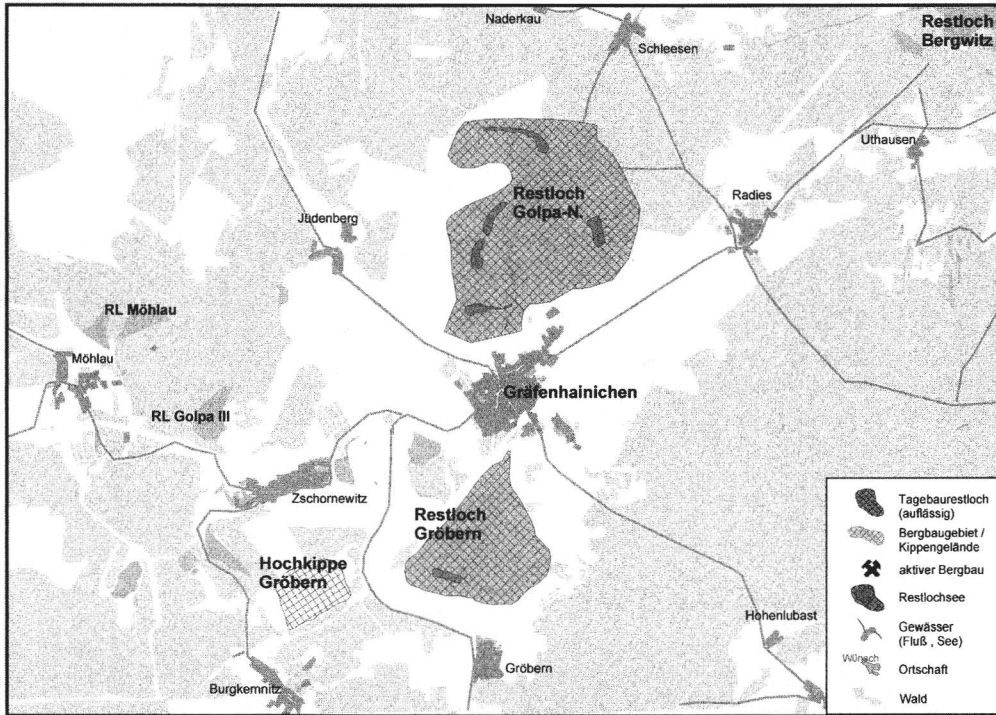 Naderkau
Schleesen
Restloch
Bergwitz
Uthausen
Radies
Restloch
Golpa-N.
Jüdenberg
RL Möhlau
Möhlau
Gräfenhainichen
RL Golpa III
Zschornewitz
Restloch
Gröbern
Hochkippe
Gröbern
Hohenlubast
Gröbern
Burgkemnitz
Tagebaurestloch
(aufläsig)
Bergbaugebiet /
Kippengelände
aktiver Bergbau
Restlochsee
Gewässer
(Fluß , See)
Wünsch
Ortschaft
Wald